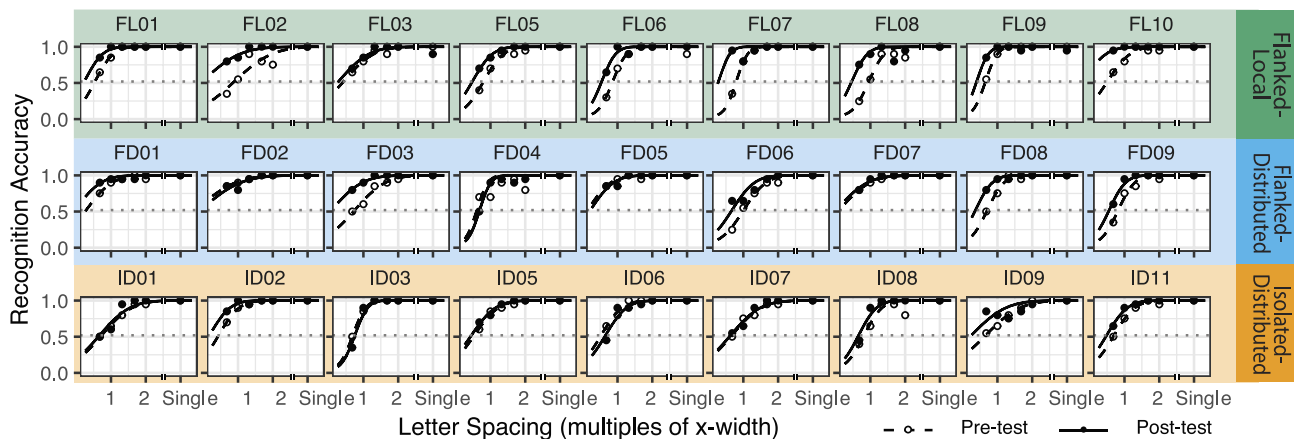 FL01 FL02 FL03 FL05 FL06 FL07 FL08 FL09 FL10
1.0
0.5
0.0
Flanked-
Local
FD01 FD02 FD03 FD04 FD05 FD06 FD07 FD08 FD09
1.0
0.5
0.0
Flanked-
Distributed
ID01 ID02 ID03 ID05 ID06 ID07 ID08 ID09 ID11
1.0
0.5
0.0
Isolated-
Distributed
Recognition Accuracy
1 2 Single 1 2 Single 1 2 Single 1 2 Single 1 2 Single 1 2 Single 1 2 Single 1 2 Single 1 2 Single
Letter Spacing (multiples of x-width)
Pre-test Post-test